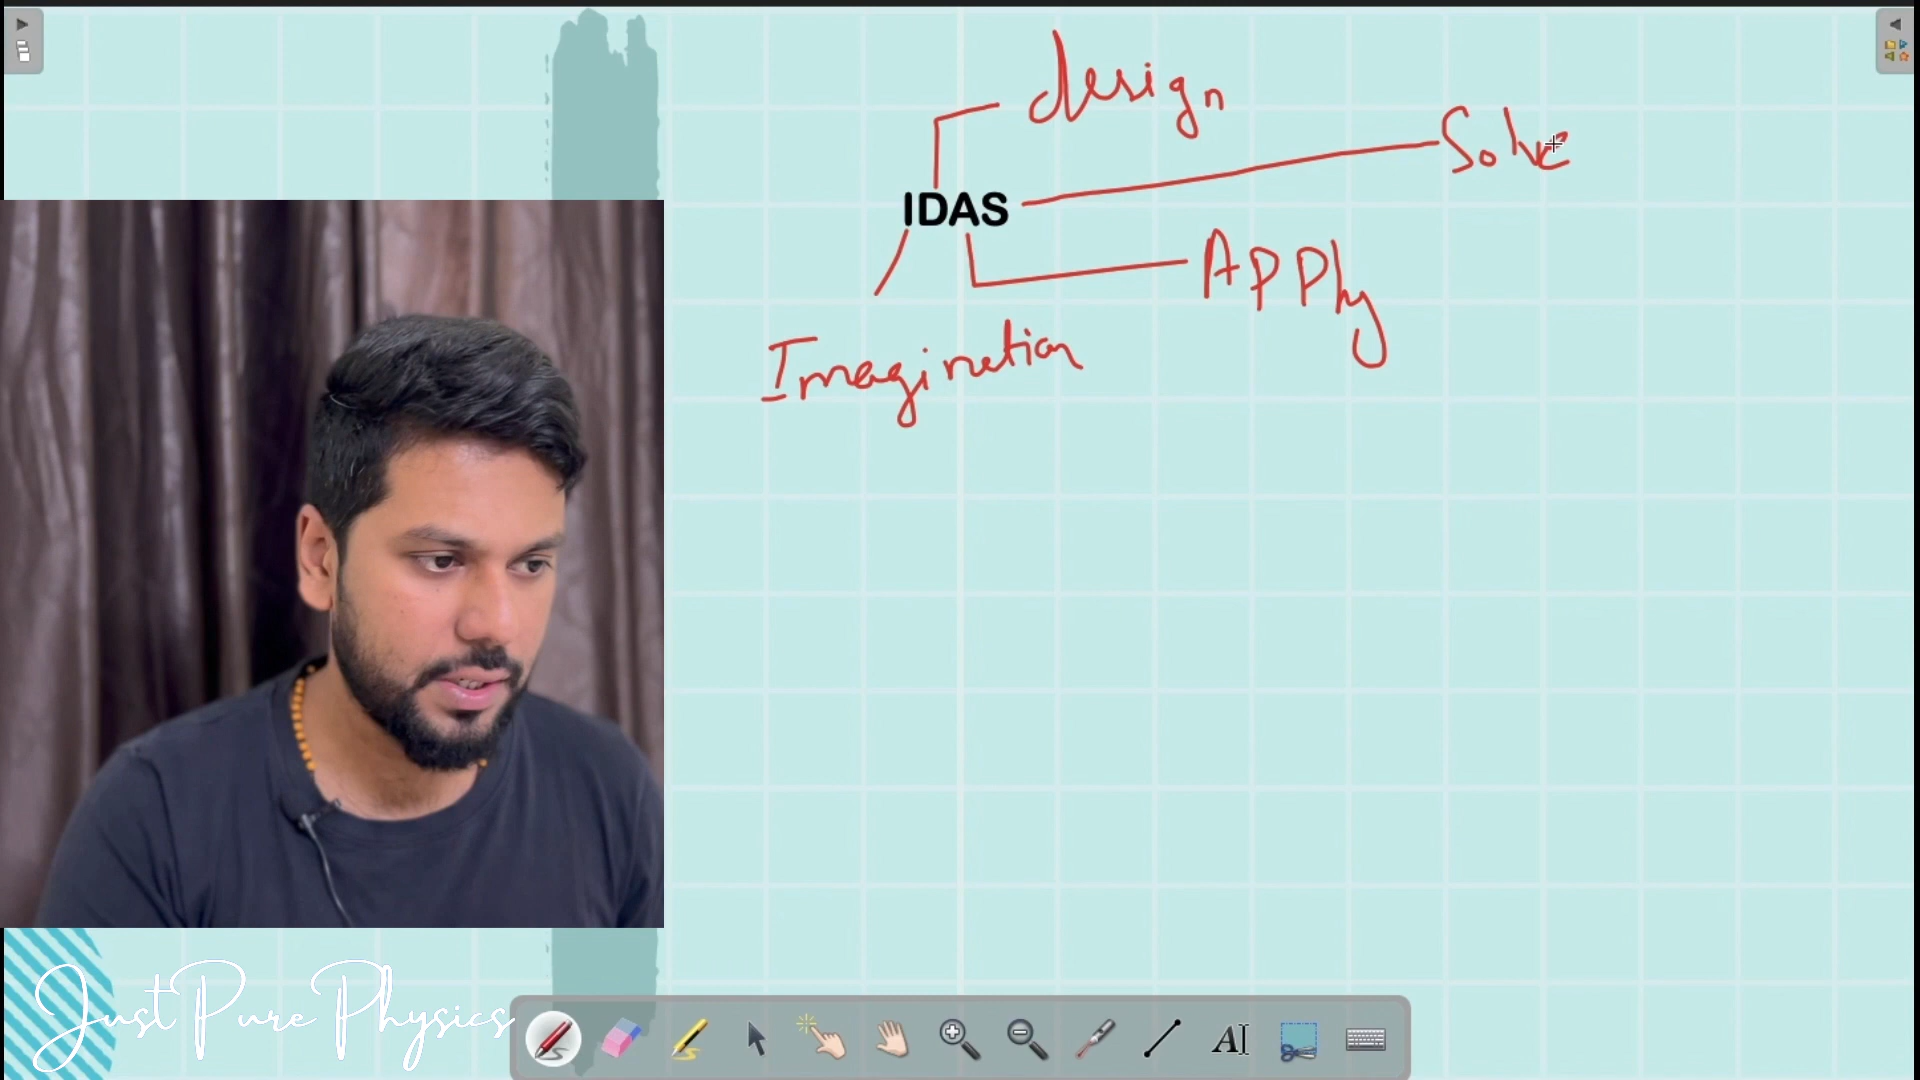 design
Solve
IDAS
APPly
Imagination
Just Pure Physics